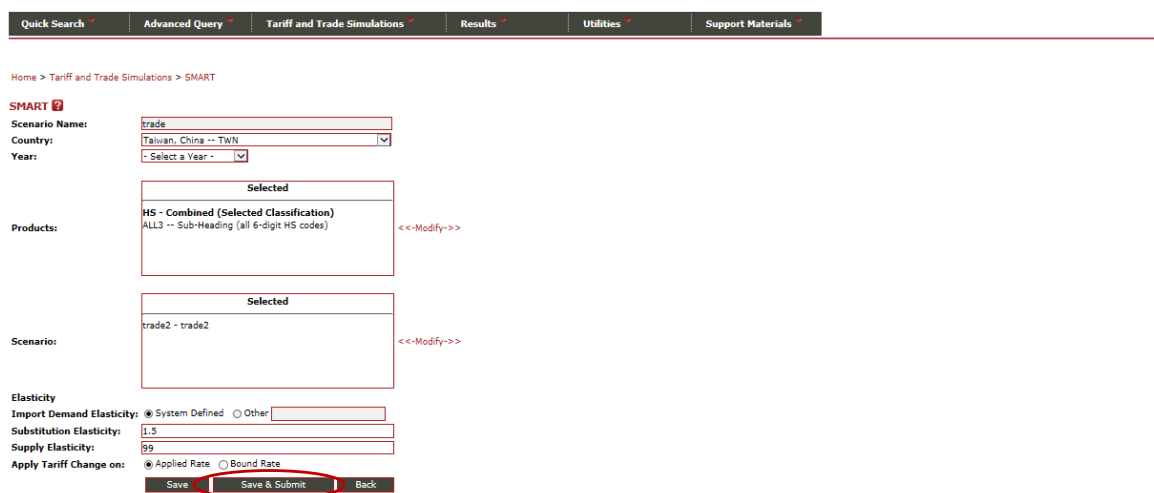 Quick Search Advanced Query Tariff and Trade Simulations Results Utilities Support Materials
Home > Tariff and Trade Simulations > SMART
SMART ?
Scenario Name: trade
Country: Taiwan, China -- TWN
Year: - Select a Year -
Selected
HS - Combined (Selected Classification)
ALL3 -- Sub-Heading (all 6-digit HS codes)
Products: <<-Modify->>
Selected
trade2 - trade2
Scenario: <<-Modify->>
Elasticity
Import Demand Elasticity: System Defined Other
Substitution Elasticity: 1.5
Supply Elasticity: 99
Apply Tariff Change on: Applied Rate Bound Rate
Save Save & Submit Back